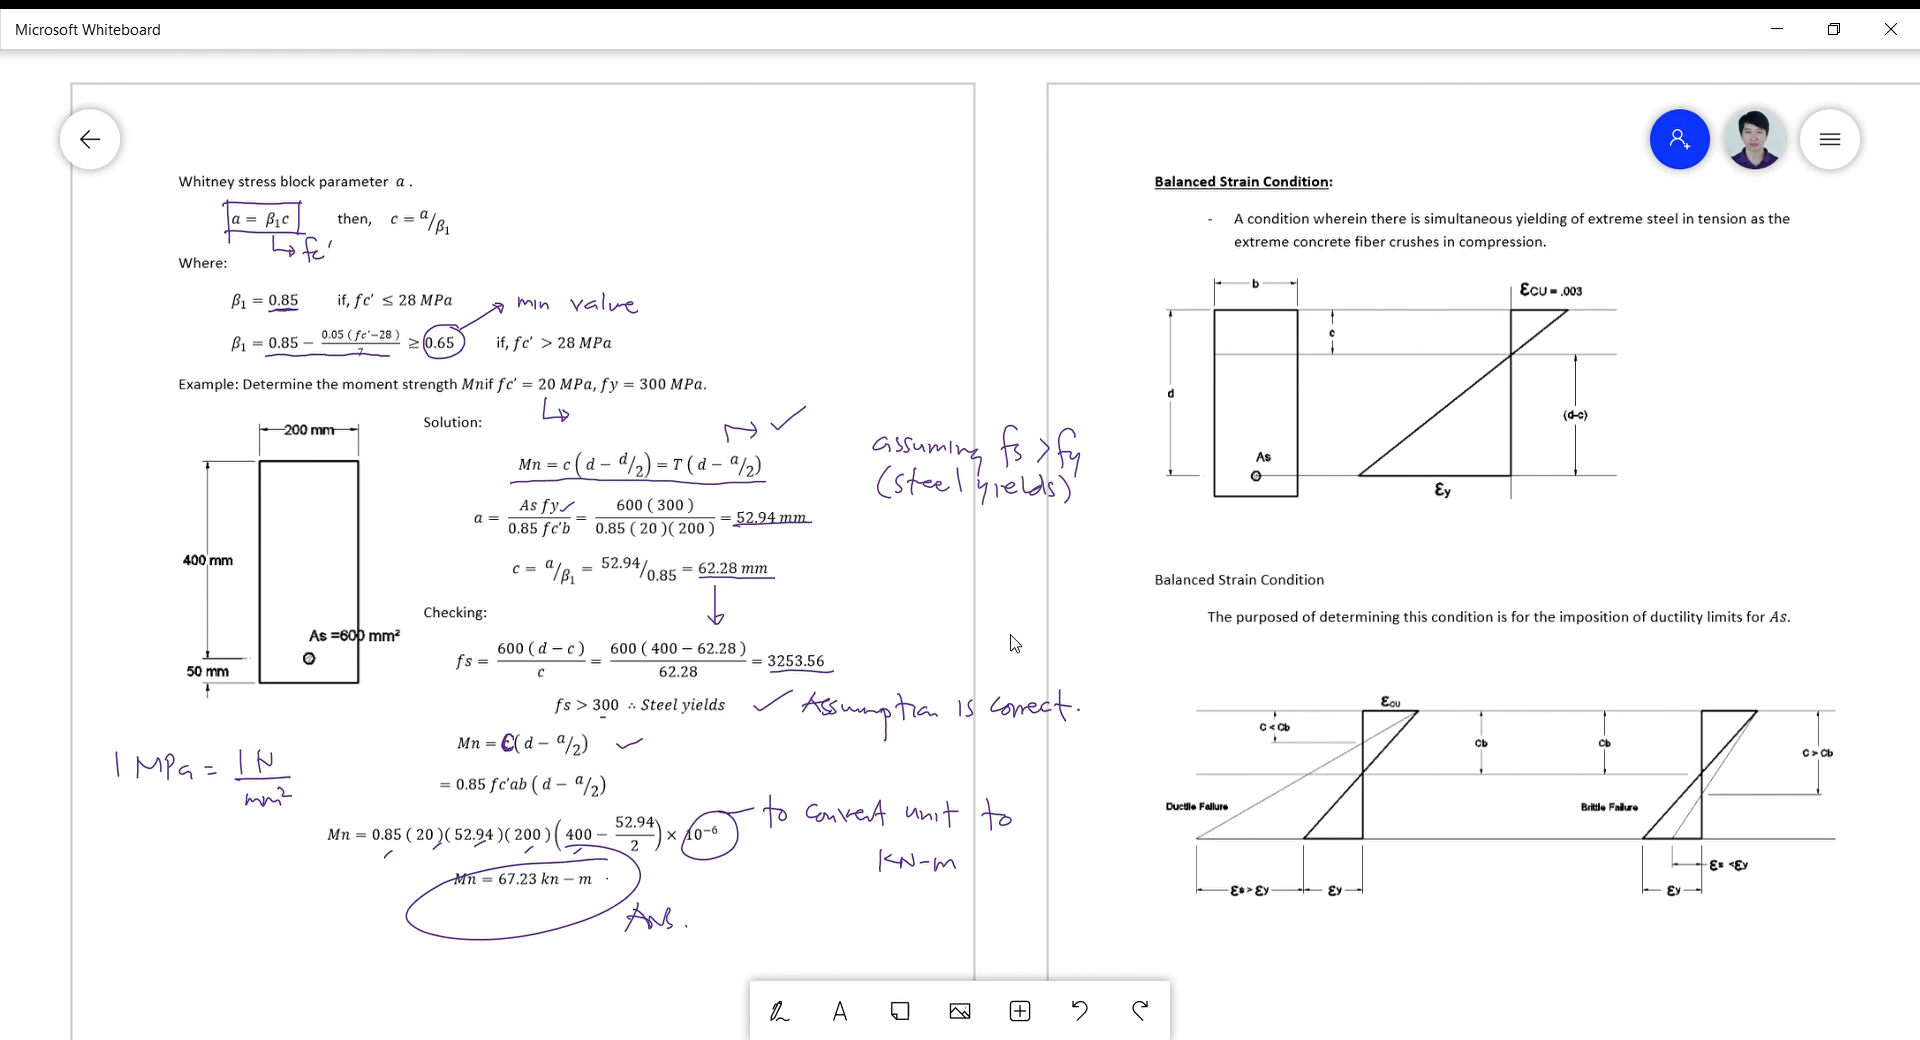 Microsoft Whiteboard
Whitney stress block parameter a .
a = β₁c then, c = a/β₁
↳ fc'
Where:
β₁ = 0.85 if, fc' ≤ 28 MPa
min value
β₁ = 0.85 − 0.05 ( fc'−28 )/7 ≥ 0.65 if, fc' > 28 MPa
Example: Determine the moment strength Mnif fc' = 20 MPa, fy = 300 MPa.
200 mm
400 mm
As =600 mm²
50 mm
Solution:
Mn = c ( d − d/2 ) = T ( d − a/2 )
assuming fs > fy
(steel yields)
a = As fy / 0.85 fc'b = 600 ( 300 ) / 0.85 ( 20 )( 200 ) = 52.94 mm
c = a/β₁ = 52.94/0.85 = 62.28 mm
Checking:
fs = 600 ( d − c ) / c = 600 ( 400 − 62.28 ) / 62.28 = 3253.56
fs > 300 ∴ Steel yields ✓ Assumption is correct.
Mn = C( d − a/2 ) ✓
1 MPa = 1 N / mm²
= 0.85 fc'ab ( d − a/2 )
Mn = 0.85 ( 20 )( 52.94 )( 200 ) ( 400 − 52.94/2 ) × 10⁻⁶
to convert unit to
KN-m
Mn = 67.23 kn − m
Ans.
Balanced Strain Condition:
- A condition wherein there is simultaneous yielding of extreme steel in tension as the
extreme concrete fiber crushes in compression.
b
εCU = .003
c
d
(d-c)
As
εy
Balanced Strain Condition
The purposed of determining this condition is for the imposition of ductility limits for As.
εcu
C < Cb
Cb
Cb
C > Cb
Ductile Failure
Brittle Failure
εs > εy
εy
εs < εy
εy